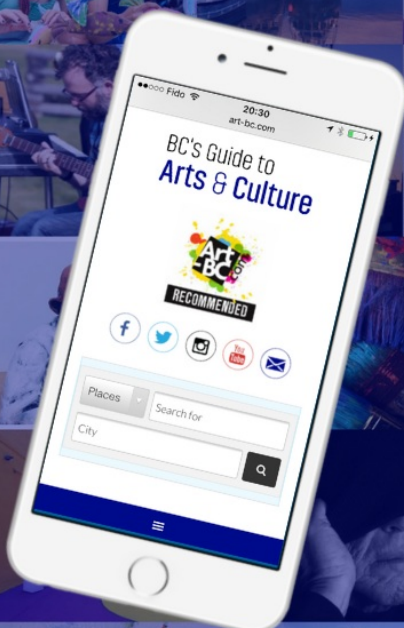 Fido
20:30
art-bc.com
BC's Guide to
Arts & Culture
Art
-BC
.com
RECOMMENDED
f
You
Tube
Places
Search for
City